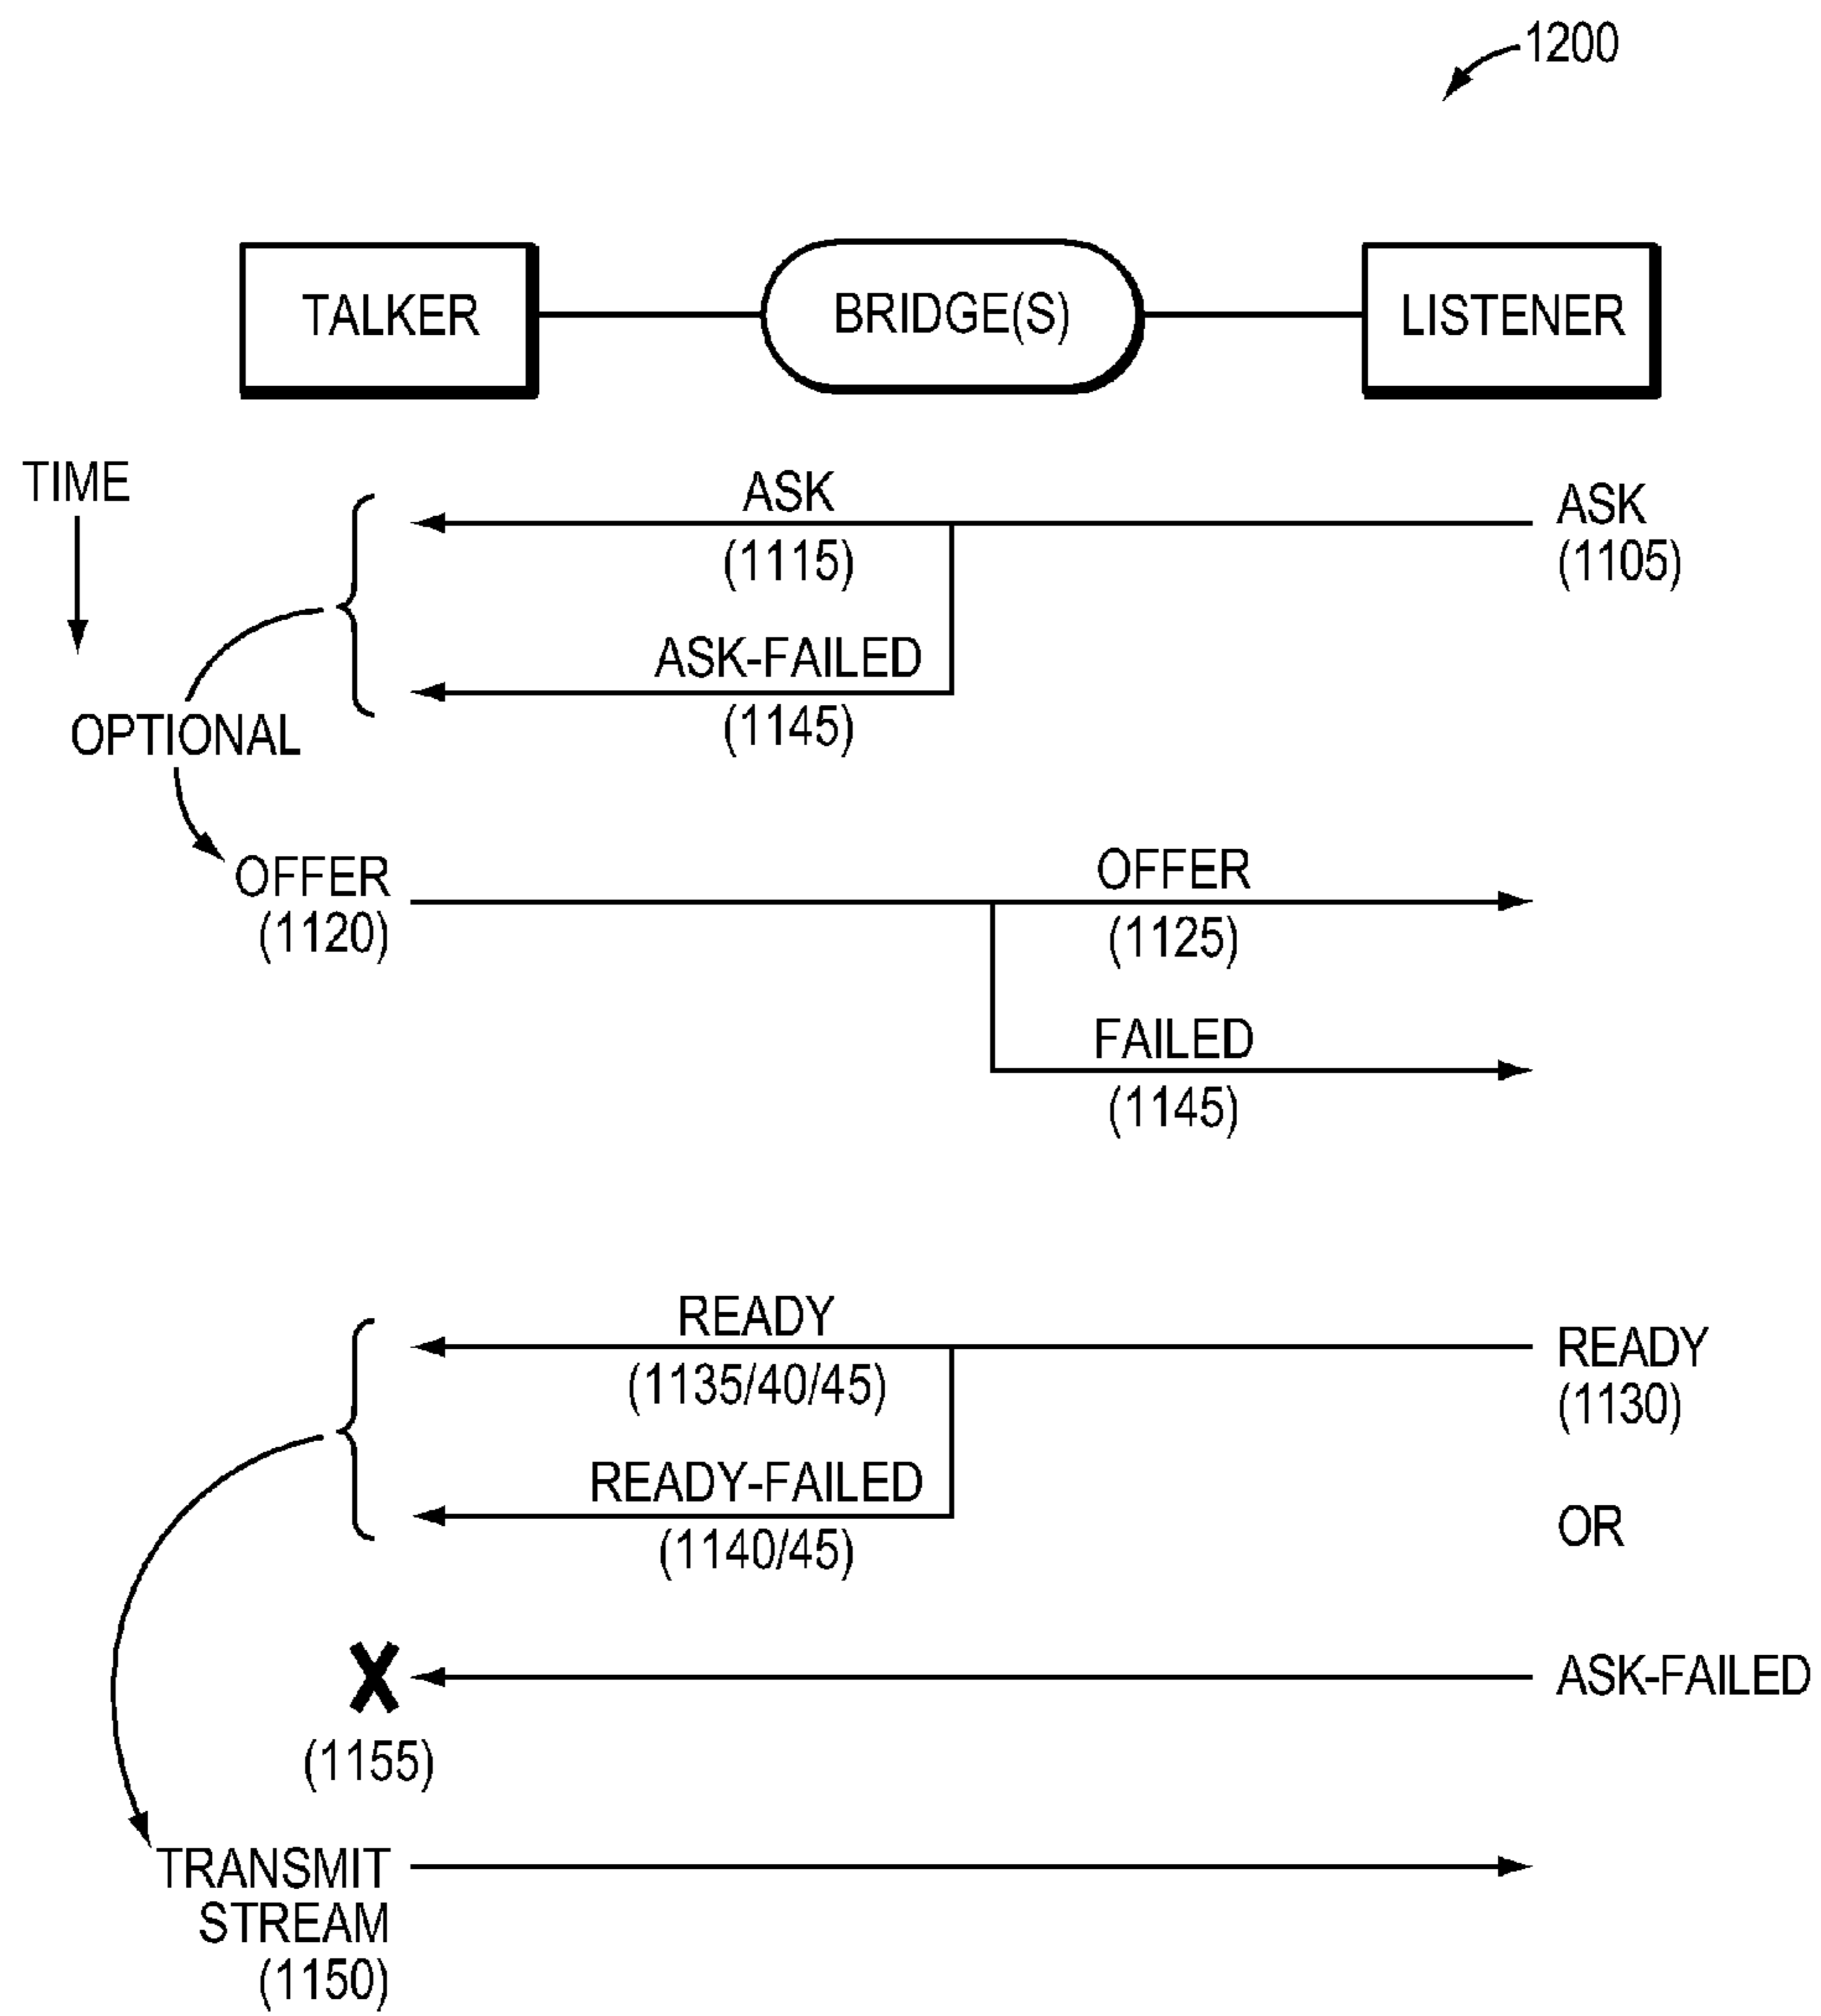 1200
TALKER
BRIDGE(S)
LISTENER
TIME
ASK
(1115)
ASK
(1105)
ASK-FAILED
(1145)
OPTIONAL
OFFER
(1120)
OFFER
(1125)
FAILED
(1145)
READY
(1135/40/45)
READY
(1130)
READY-FAILED
(1140/45)
OR
ASK-FAILED
(1155)
TRANSMIT
STREAM
(1150)